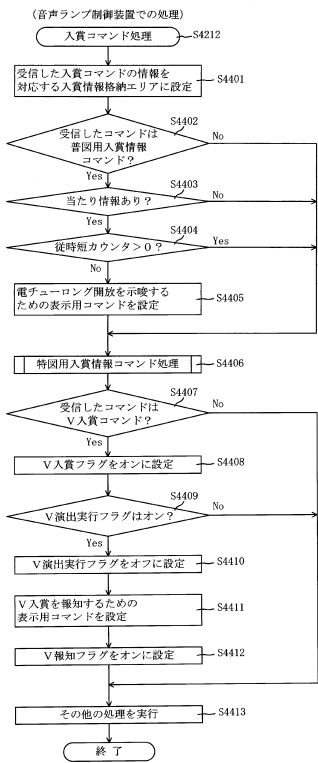 (音声ランプ制御装置での処理)
入賞コマンド処理
S4212
受信した入賞コマンドの情報を
対応する入賞情報格納エリアに設定
S4401
S4402
受信したコマンドは
普図用入賞情報
コマンド?
No
Yes
S4403
当たり情報あり?
No
Yes
S4404
従時短カウンタ>0?
Yes
No
電チューロング開放を示唆する
ための表示用コマンドを設定
S4405
特図用入賞情報コマンド処理
S4406
S4407
受信したコマンドは
V入賞コマンド?
No
Yes
V入賞フラグをオンに設定
S4408
S4409
V演出実行フラグはオン?
No
Yes
V演出実行フラグをオフに設定
S4410
V入賞を報知するための
表示用コマンドを設定
S4411
V報知フラグをオンに設定
S4412
その他の処理を実行
S4413
終了